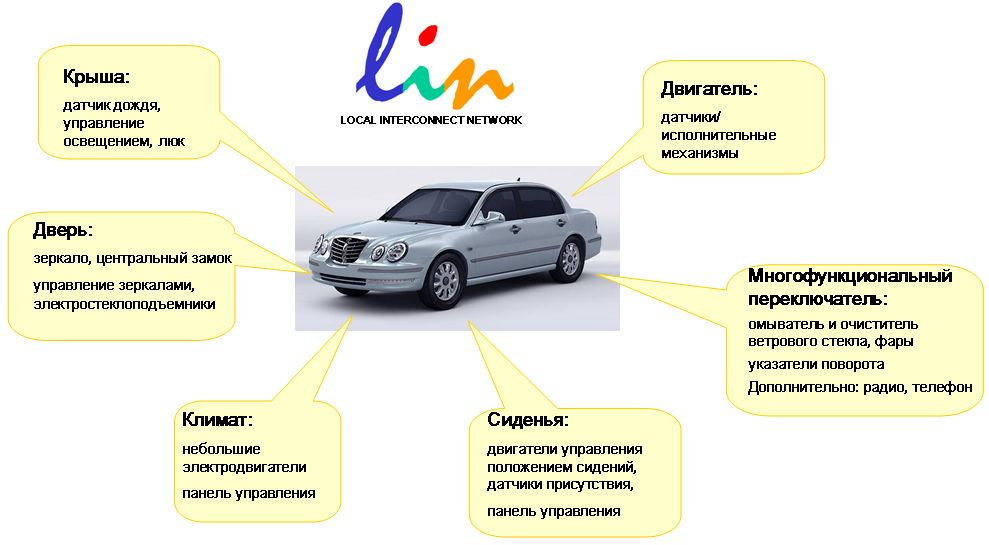 lin
LOCAL INTERCONNECT NETWORK
Крыша:
датчик дождя,
управление
освещением, люк
Двигатель:
датчики/
исполнительные
механизмы
Дверь:
зеркало, центральный замок
управление зеркалами,
электростеклоподъемники
Многофункциональный
переключатель:
омыватель и очиститель
ветрового стекла, фары
указатели поворота
Дополнительно: радио, телефон
Климат:
небольшие
электродвигатели
панель управления
Сиденья:
двигатели управления
положением сидений,
датчики присутствия,
панель управления